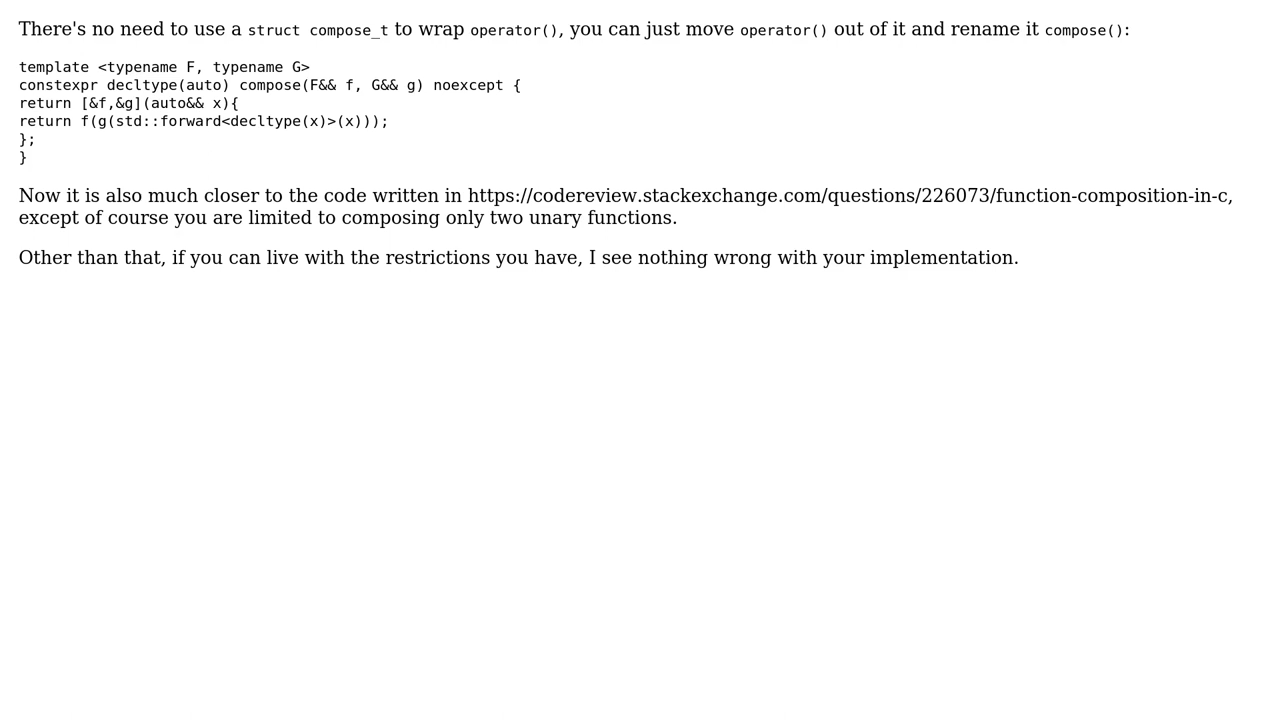 There's no need to use a struct compose_t to wrap operator(), you can just move operator() out of it and rename it compose():
template <typename F, typename G>
constexpr decltype(auto) compose(F&& f, G&& g) noexcept {
return [&f,&g](auto&& x){
return f(g(std::forward<decltype(x)>(x)));
};
}
Now it is also much closer to the code written in https://codereview.stackexchange.com/questions/226073/function-composition-in-c,
except of course you are limited to composing only two unary functions.
Other than that, if you can live with the restrictions you have, I see nothing wrong with your implementation.